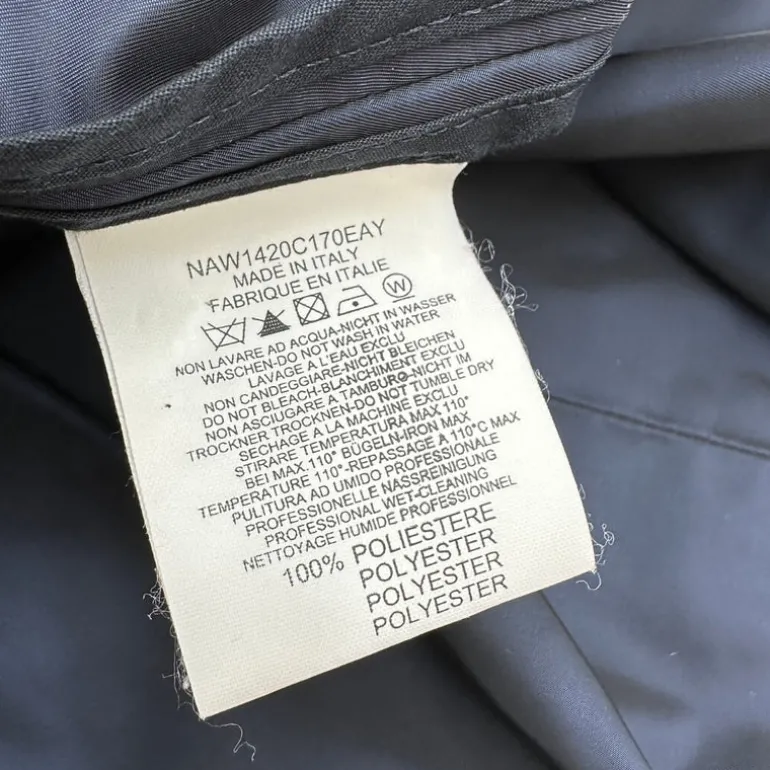 NAW1420C170EAY
MADE IN ITALY
FABRIQUE EN ITALIE
W
NON LAVARE AD ACQUA-NICHT IN WASSER
WASCHEN-DO NOT WASH IN WATER
LAVAGE A L'EAU EXCLU
NON CANDEGGIARE-NICHT BLEICHEN
DO NOT BLEACH-BLANCHIMENT EXCLU
NON ASCIUGARE A TAMBURO-NICHT IM
TROCKNER TROCKNEN-DO NOT TUMBLE DRY
SECHAGE A LA MACHINE EXCLU
STIRARE TEMPERATURA MAX 110°
BEI MAX.110° BÜGELN-IRON MAX
TEMPERATURE 110°-REPASSAGE A 110°C MAX
PULITURA AD UMIDO PROFESSIONALE
PROFESSIONELLE NASSREINIGUNG
PROFESSIONAL WET-CLEANING
NETTOYAGE HUMIDE PROFESSIONNEL
100% POLIESTERE
POLYESTER
POLYESTER
POLYESTER